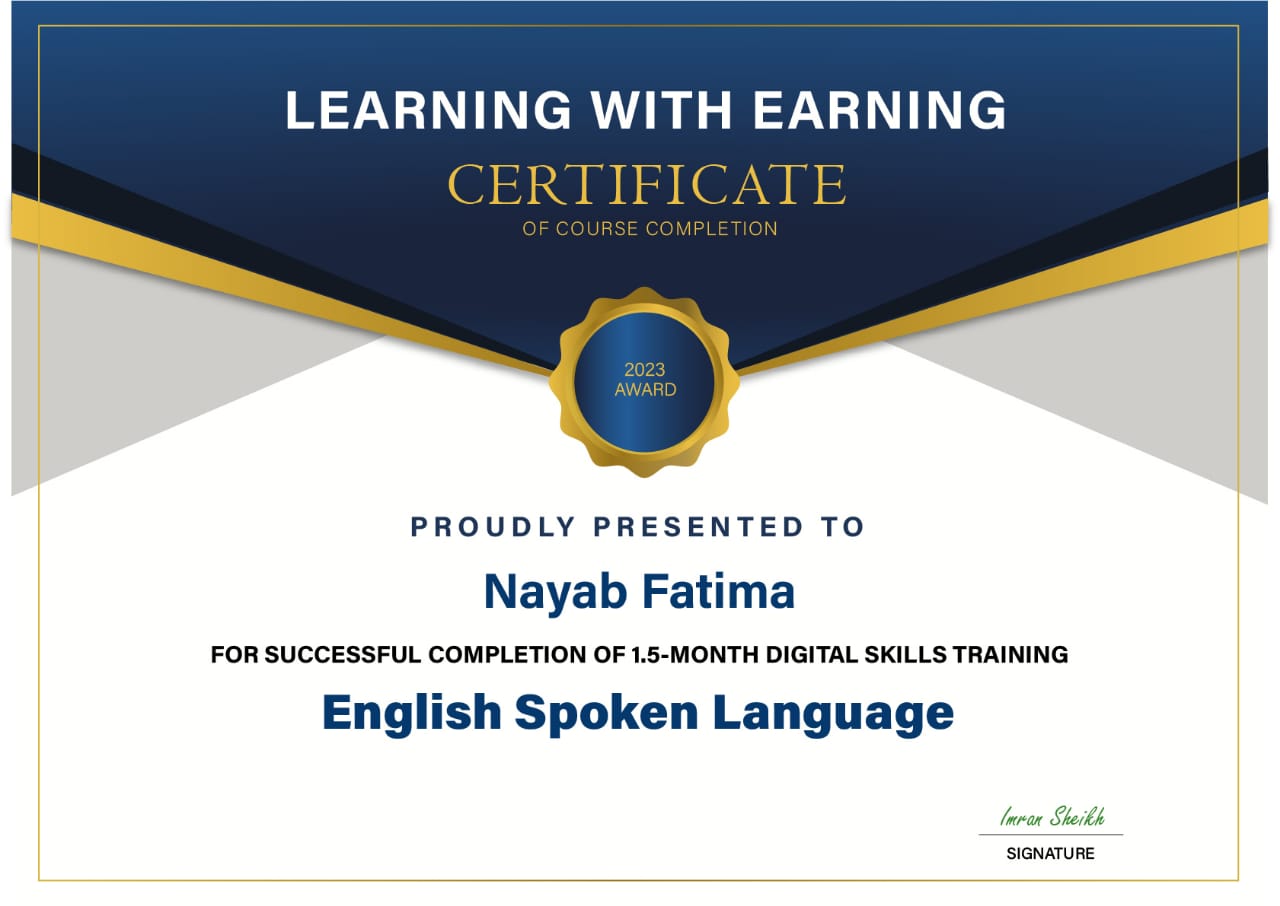 LEARNING WITH EARNING
CERTIFICATE
OF COURSE COMPLETION
2023
AWARD
PROUDLY PRESENTED TO
Nayab Fatima
FOR SUCCESSFUL COMPLETION OF 1.5-MONTH DIGITAL SKILLS TRAINING
English Spoken Language
Imran Sheikh
SIGNATURE